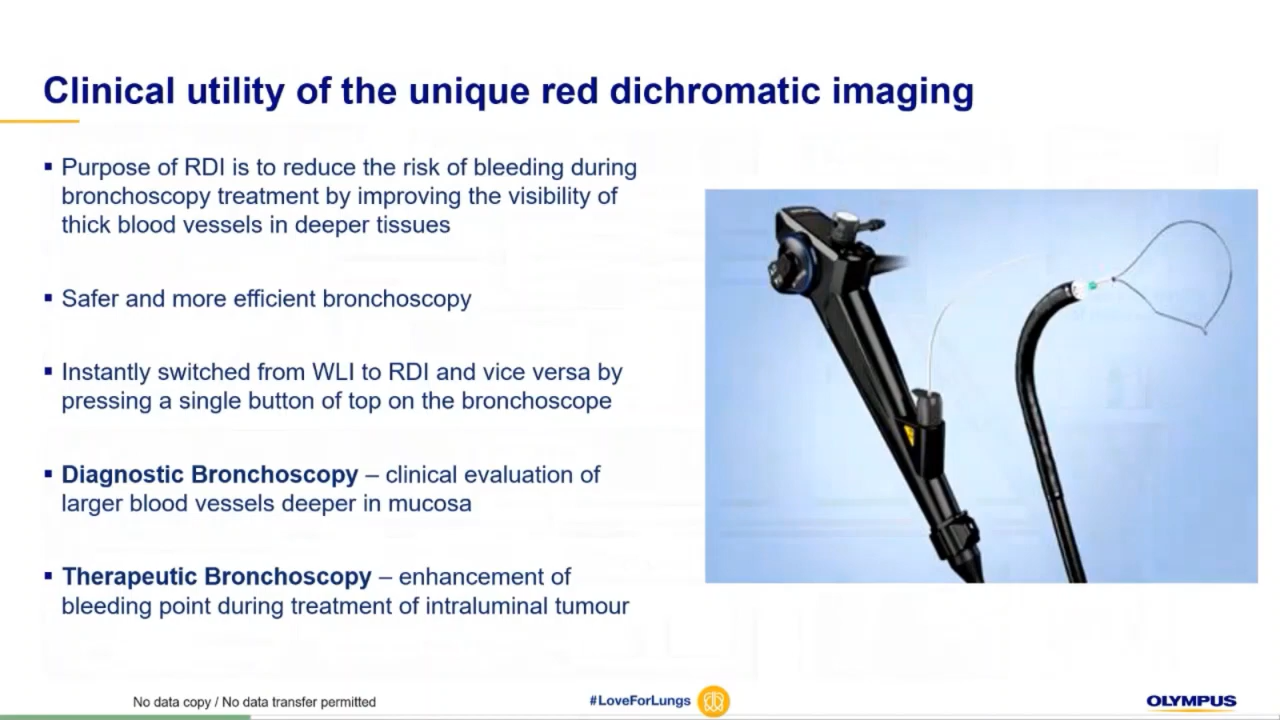 Clinical utility of the unique red dichromatic imaging
▪ Purpose of RDI is to reduce the risk of bleeding during
bronchoscopy treatment by improving the visibility of
thick blood vessels in deeper tissues
▪ Safer and more efficient bronchoscopy
▪ Instantly switched from WLI to RDI and vice versa by
pressing a single button of top on the bronchoscope
▪ Diagnostic Bronchoscopy – clinical evaluation of
larger blood vessels deeper in mucosa
▪ Therapeutic Bronchoscopy – enhancement of
bleeding point during treatment of intraluminal tumour
No data copy / No data transfer permitted
#LoveForLungs
OLYMPUS